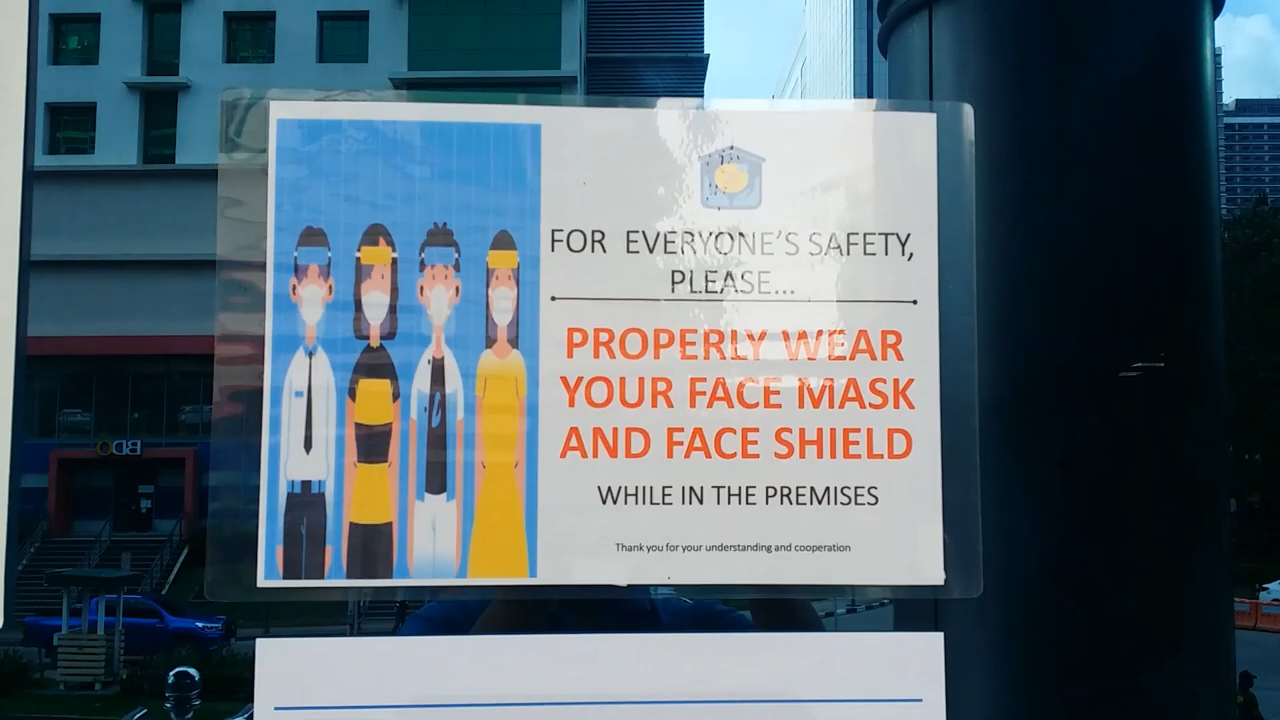 FOR EVERYONE'S SAFETY,
PLEASE...
PROPERLY WEAR
YOUR FACE MASK
AND FACE SHIELD
WHILE IN THE PREMISES
Thank you for your understanding and cooperation
BDO